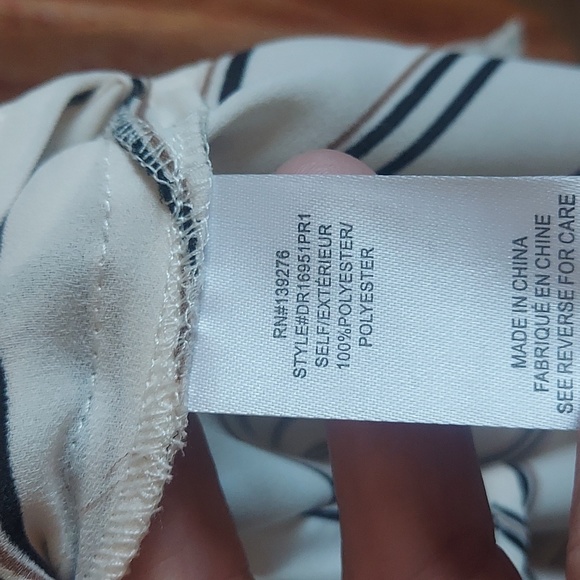 RN#139276
STYLE#DR16951PR1
SELF/EXTÉRIEUR
100%POLYESTER/
POLYESTER
MADE IN CHINA
FABRIQUÉ EN CHINE
SEE REVERSE FOR CARE